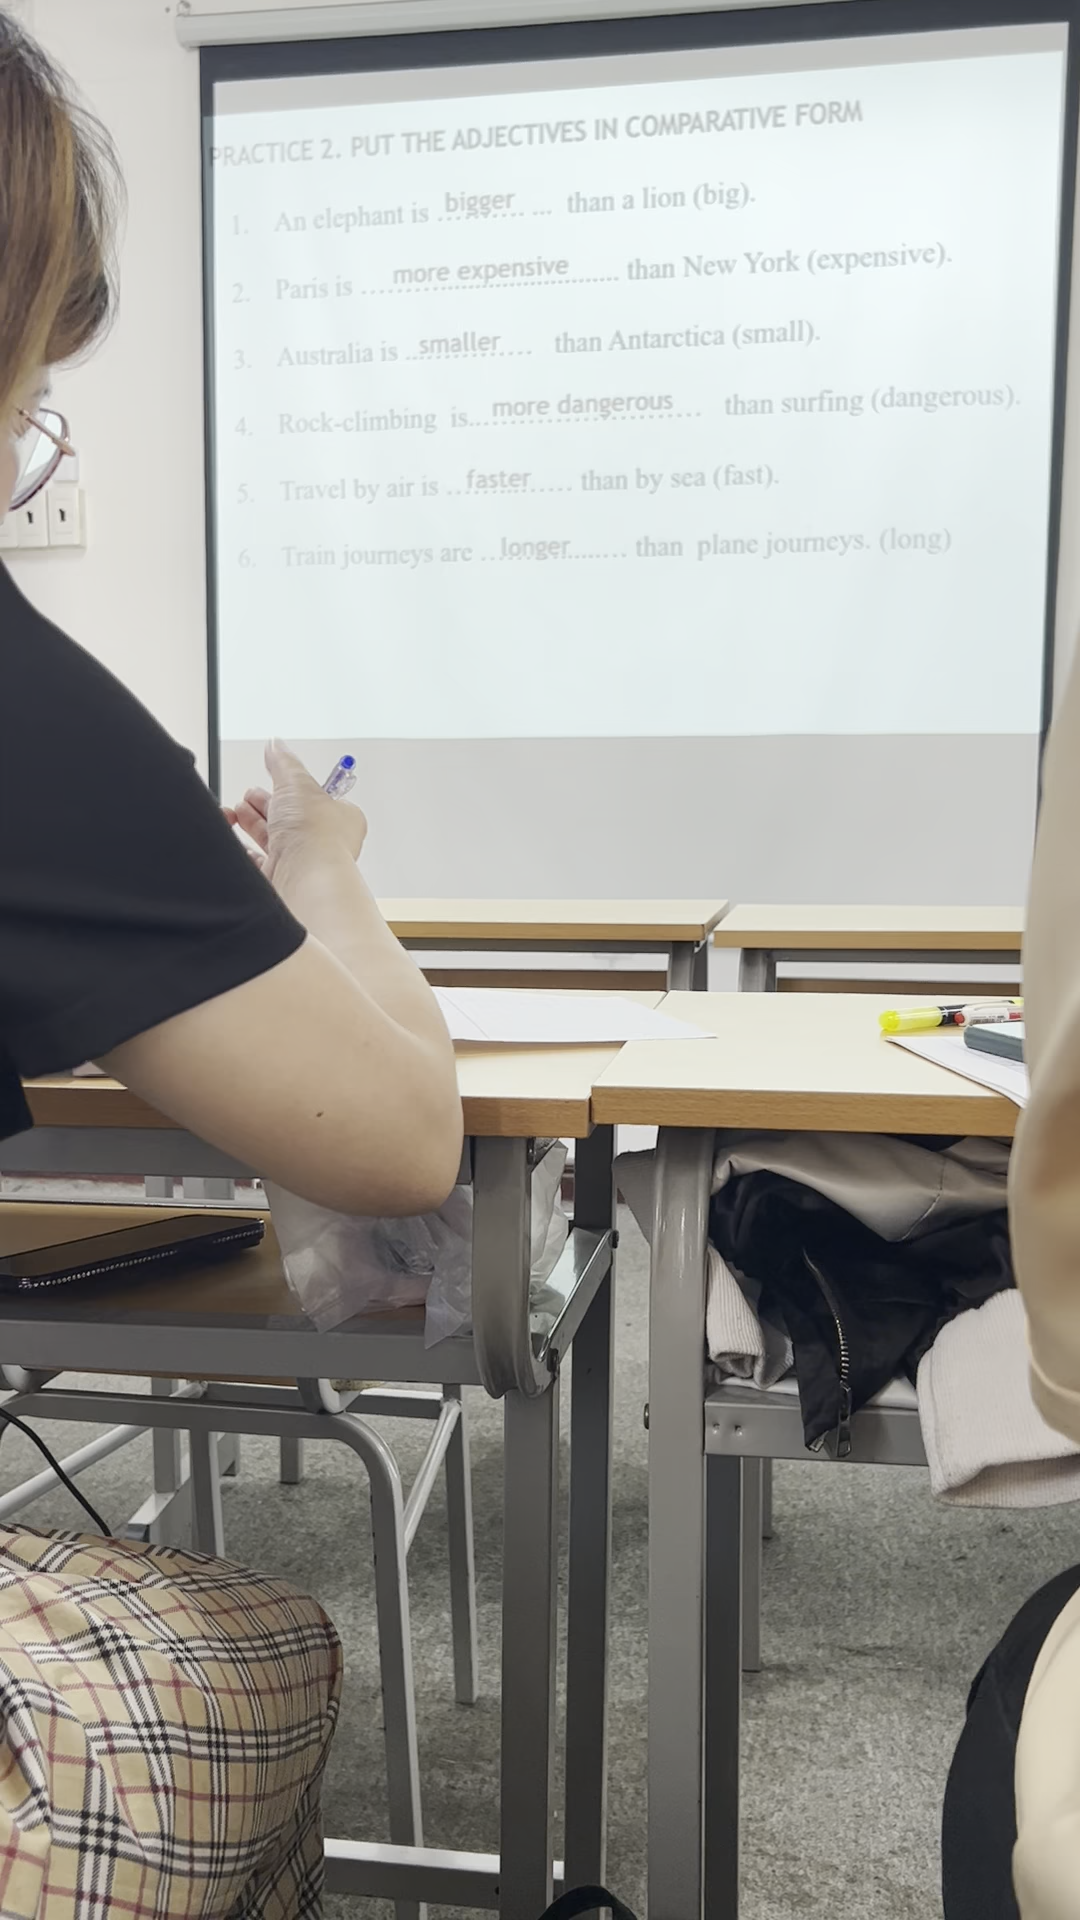 PRACTICE 2. PUT THE ADJECTIVES IN COMPARATIVE FORM
1. An elephant is ...bigger... ... than a lion (big).
2. Paris is ....more expensive....... than New York (expensive).
3. Australia is ..smaller.... than Antarctica (small).
4. Rock-climbing is...more dangerous.... than surfing (dangerous).
5. Travel by air is ..faster..... than by sea (fast).
6. Train journeys are ..longer........ than plane journeys. (long)